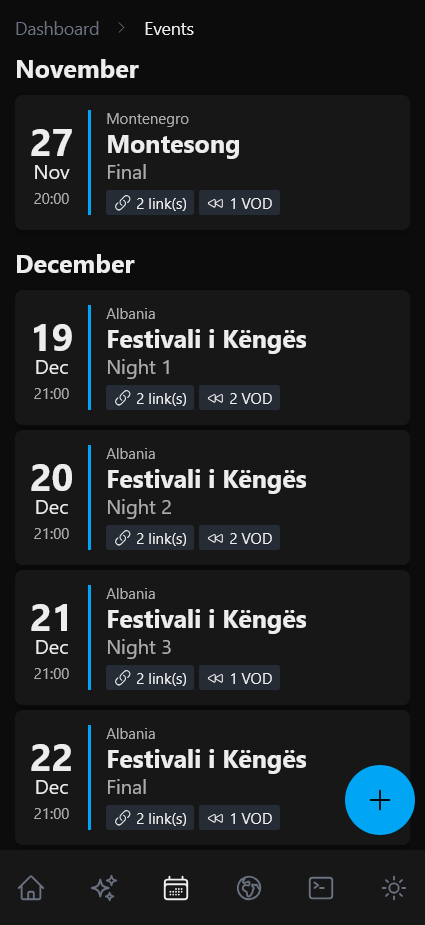 Dashboard > Events
November
27
Nov
20:00
Montenegro
Montesong
Final
2 link(s) 1 VOD
December
19
Dec
21:00
Albania
Festivali i Këngës
Night 1
2 link(s) 2 VOD
20
Dec
21:00
Albania
Festivali i Këngës
Night 2
2 link(s) 2 VOD
21
Dec
21:00
Albania
Festivali i Këngës
Night 3
2 link(s) 1 VOD
22
Dec
21:00
Albania
Festivali i Këngës
Final
2 link(s) 1 VOD